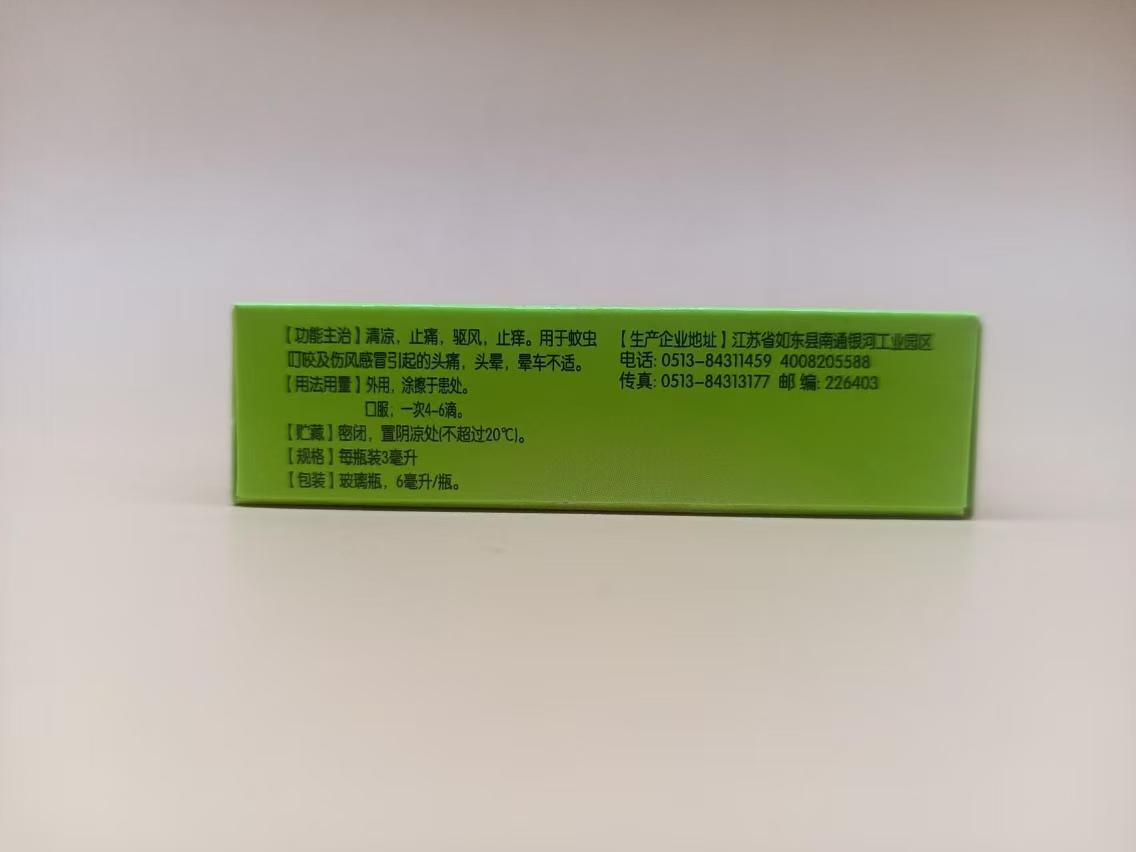 【功能主治】清凉，止痛，驱风，止痒。用于蚊虫
叮咬及伤风感冒引起的头痛，头晕，晕车不适。
【用法用量】外用，涂擦于患处。
口服，一次4-6滴。
【贮藏】密闭，置阴凉处(不超过20℃)。
【规格】每瓶装3毫升
【包装】玻璃瓶，6毫升/瓶。
【生产企业地址】江苏省如东县南通银河工业园区
电话: 0513-84311459 4008205588
传真: 0513-84313177 邮 编: 226403